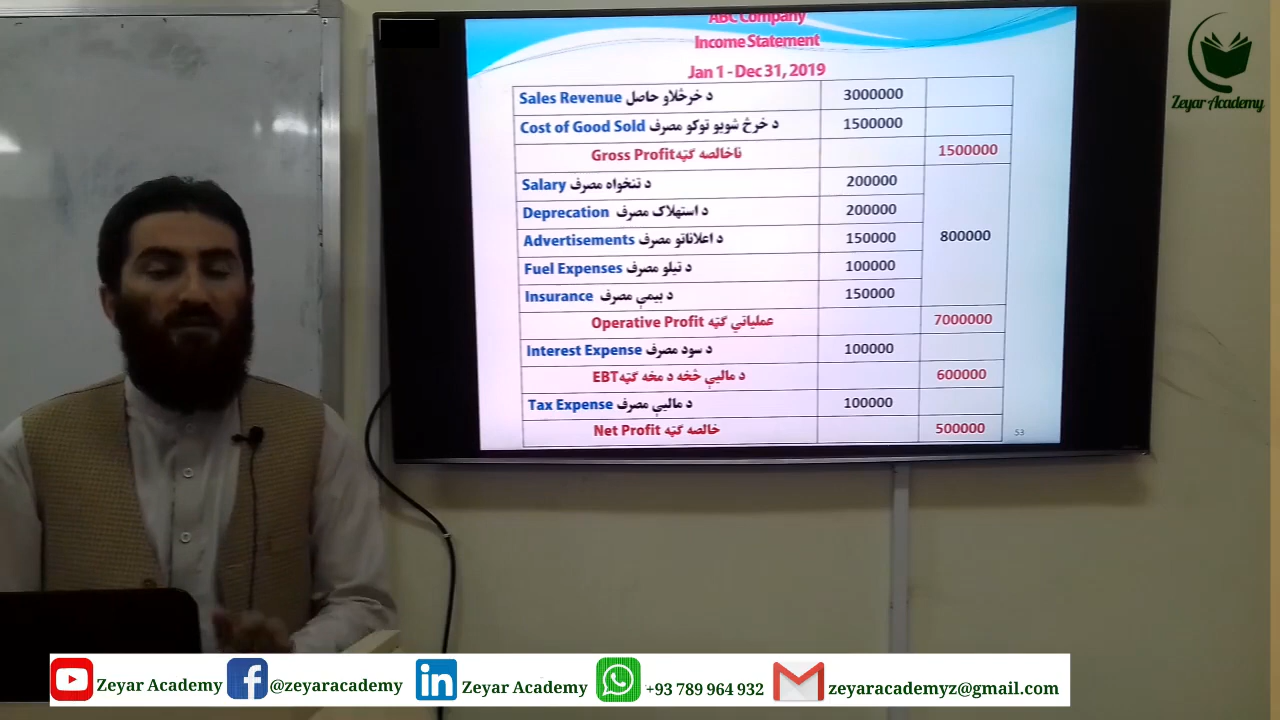 ABC Company
Income Statement
Jan 1 - Dec 31, 2019
Sales Revenue د خرڅلاو حاصل 3000000
Cost of Good Sold د خرڅ شویو توکو مصرف 1500000
Gross Profit ناخالصه ګټه 1500000
Salary د تنخواه مصرف 200000
Deprecation د استهلاک مصرف 200000
Advertisements د اعلاناتو مصرف 150000 800000
Fuel Expenses د تیلو مصرف 100000
Insurance د بیمې مصرف 150000
Operative Profit عملیاتي ګټه 7000000
Interest Expense د سود مصرف 100000
EBT د مالیې څخه د مخه ګټه 600000
Tax Expense د مالیې مصرف 100000
Net Profit خالصه ګټه 500000
53
Zeyar Academy
Zeyar Academy @zeyaracademy in Zeyar Academy +93 789 964 932 zeyaracademyz@gmail.com